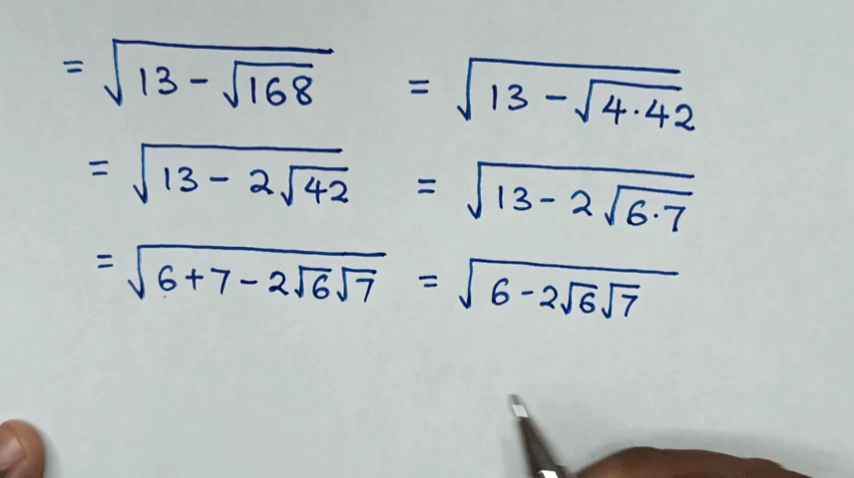 = √(13 - √168) = √(13 - √(4·42))
= √(13 - 2√42) = √(13 - 2√(6·7))
= √(6 + 7 - 2√6√7) = √(6 - 2√6√7)